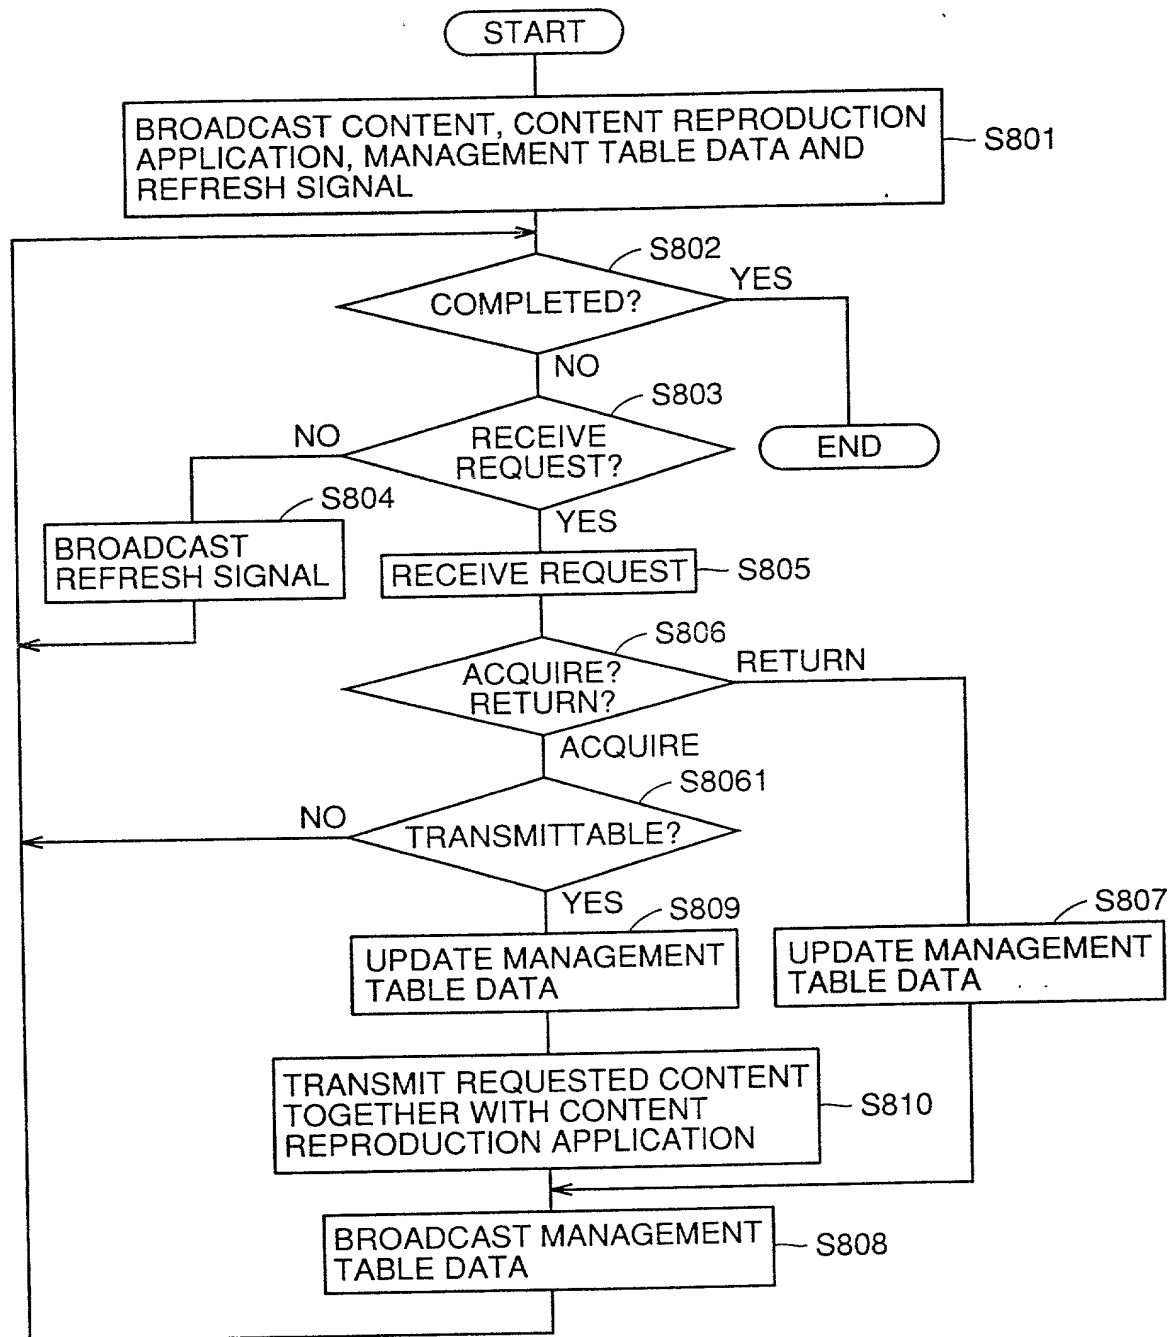 START
BROADCAST CONTENT, CONTENT REPRODUCTION
APPLICATION, MANAGEMENT TABLE DATA AND
REFRESH SIGNAL
S801
S802
COMPLETED?
YES
NO
S803
RECEIVE
REQUEST?
NO
END
S804
YES
BROADCAST
REFRESH SIGNAL
RECEIVE REQUEST
S805
S806
ACQUIRE?
RETURN?
RETURN
ACQUIRE
S8061
NO
TRANSMITTABLE?
YES
S809
S807
UPDATE MANAGEMENT
TABLE DATA
UPDATE MANAGEMENT
TABLE DATA
TRANSMIT REQUESTED CONTENT
TOGETHER WITH CONTENT
REPRODUCTION APPLICATION
S810
BROADCAST MANAGEMENT
TABLE DATA
S808